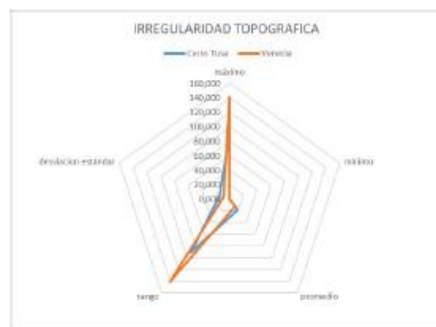 IRREGULARIDAD TOPOGRAFICA
Cerro Tusa Venecia
máximo
160,000
140,000
120,000
100,000
80,000
60,000
40,000
20,000
0,000
desviacion estándar
mínimo
rango
promedio